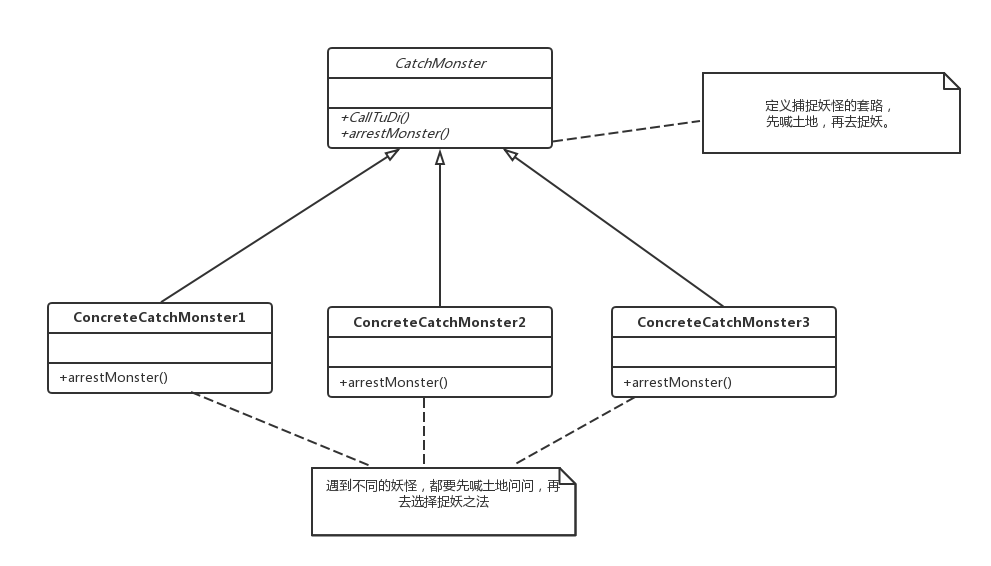 CatchMonster
+CallTuDi()
+arrestMonster()
定义捕捉妖怪的套路，
先喊土地，再去捉妖。
ConcreteCatchMonster1
+arrestMonster()
ConcreteCatchMonster2
+arrestMonster()
ConcreteCatchMonster3
+arrestMonster()
遇到不同的妖怪，都要先喊土地问问，再
去选择捉妖之法